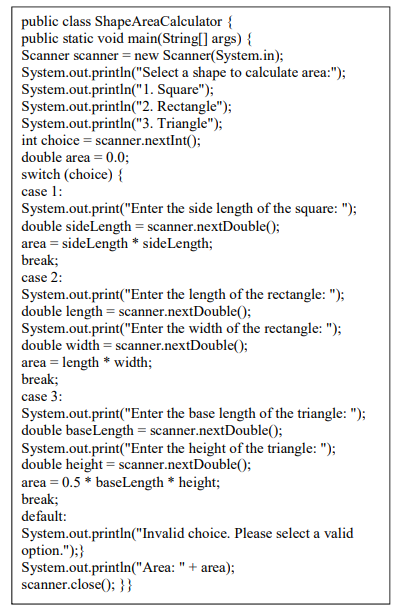 public class ShapeAreaCalculator {
public static void main(String[] args) {
Scanner scanner = new Scanner(System.in);
System.out.println("Select a shape to calculate area:");
System.out.println("1. Square");
System.out.println("2. Rectangle");
System.out.println("3. Triangle");
int choice = scanner.nextInt();
double area = 0.0;
switch (choice) {
case 1:
System.out.print("Enter the side length of the square: ");
double sideLength = scanner.nextDouble();
area = sideLength * sideLength;
break;
case 2:
System.out.print("Enter the length of the rectangle: ");
double length = scanner.nextDouble();
System.out.print("Enter the width of the rectangle: ");
double width = scanner.nextDouble();
area = length * width;
break;
case 3:
System.out.print("Enter the base length of the triangle: ");
double baseLength = scanner.nextDouble();
System.out.print("Enter the height of the triangle: ");
double height = scanner.nextDouble();
area = 0.5 * baseLength * height;
break;
default:
System.out.println("Invalid choice. Please select a valid
option.");}
System.out.println("Area: " + area);
scanner.close(); }}